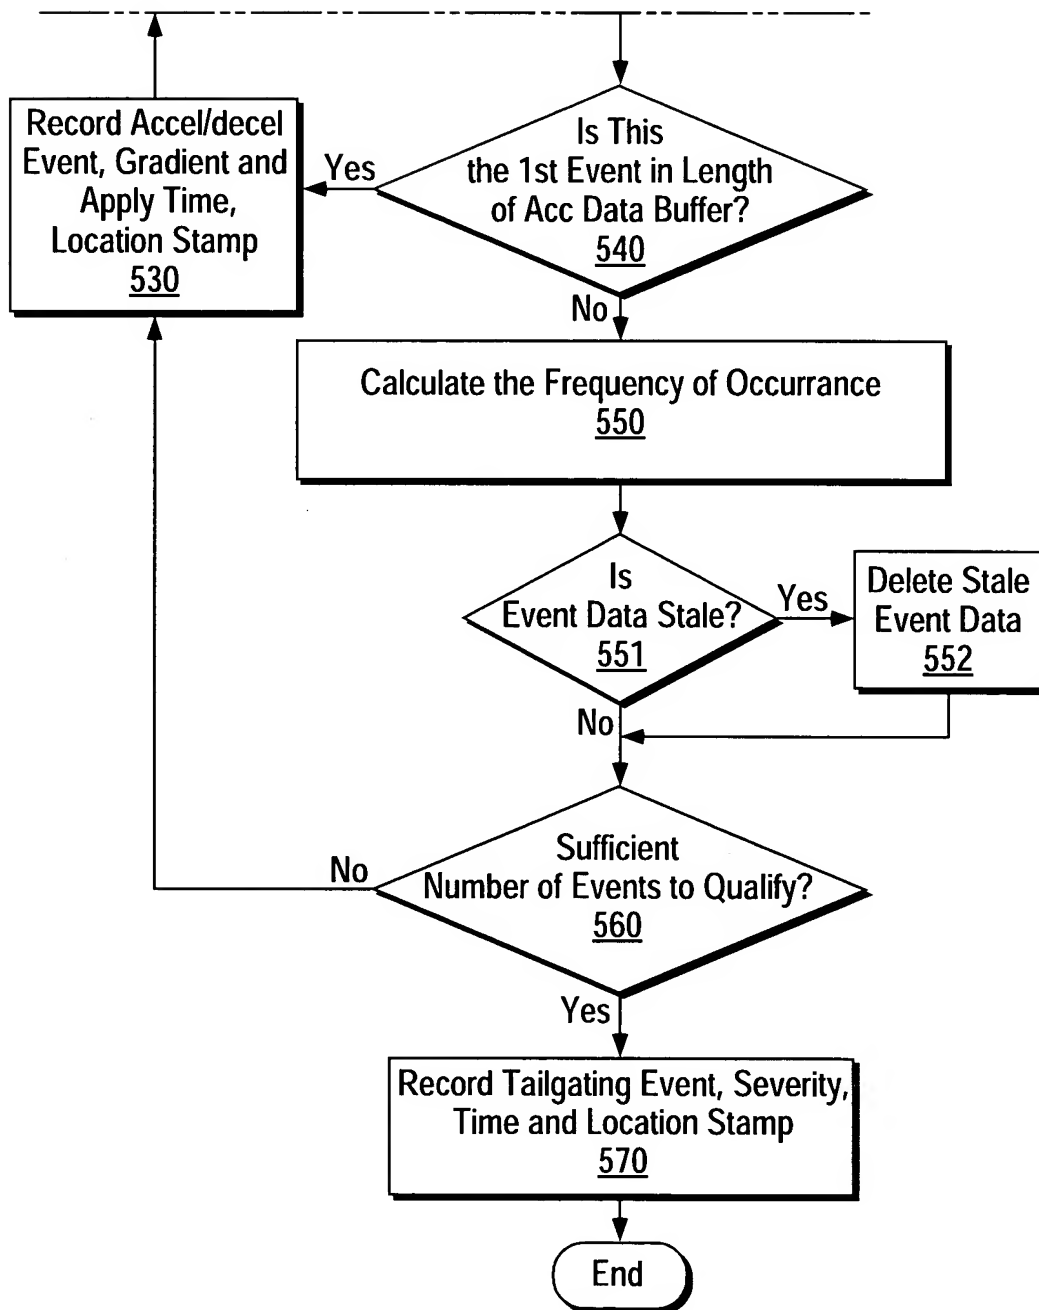 Record Accel/decel
Event, Gradient and
Apply Time,
Location Stamp
530
Yes
Is This
the 1st Event in Length
of Acc Data Buffer?
540
No
Calculate the Frequency of Occurrance
550
Is
Event Data Stale?
551
Yes
Delete Stale
Event Data
552
No
Sufficient
Number of Events to Qualify?
560
No
Yes
Record Tailgating Event, Severity,
Time and Location Stamp
570
End